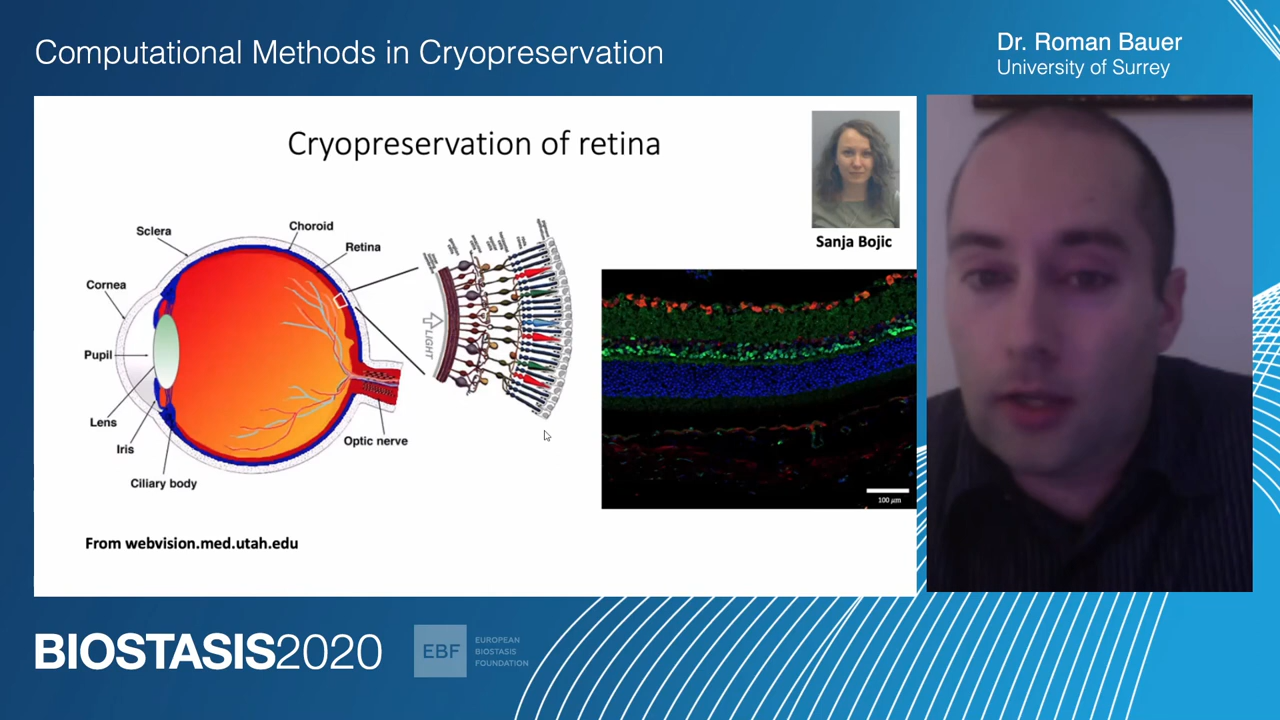 Computational Methods in Cryopreservation
Dr. Roman Bauer
University of Surrey
Cryopreservation of retina
Sanja Bojic
Sclera
Choroid
Retina
Cornea
Pupil
Lens
Iris
Ciliary body
Optic nerve
LIGHT
100 µm
From webvision.med.utah.edu
BIOSTASIS2020
EBF
EUROPEAN
BIOSTASIS
FOUNDATION